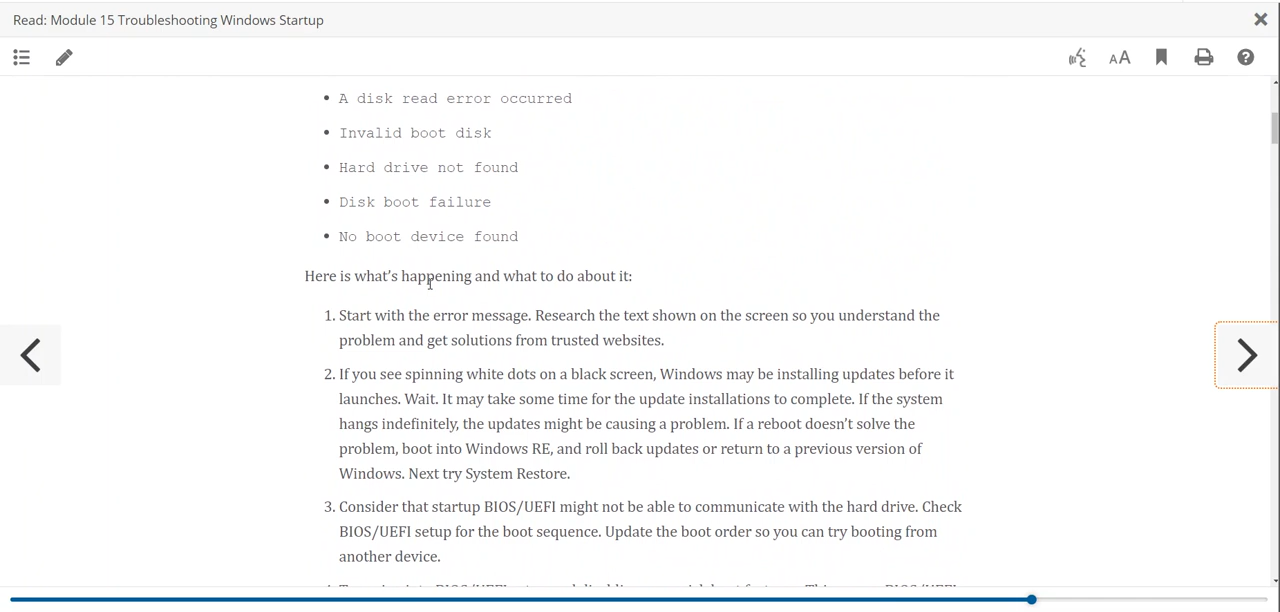 Read: Module 15 Troubleshooting Windows Startup
AA
• A disk read error occurred
• Invalid boot disk
• Hard drive not found
• Disk boot failure
• No boot device found
Here is what's happening and what to do about it:
1. Start with the error message. Research the text shown on the screen so you understand the
problem and get solutions from trusted websites.
2. If you see spinning white dots on a black screen, Windows may be installing updates before it
launches. Wait. It may take some time for the update installations to complete. If the system
hangs indefinitely, the updates might be causing a problem. If a reboot doesn't solve the
problem, boot into Windows RE, and roll back updates or return to a previous version of
Windows. Next try System Restore.
3. Consider that startup BIOS/UEFI might not be able to communicate with the hard drive. Check
BIOS/UEFI setup for the boot sequence. Update the boot order so you can try booting from
another device.